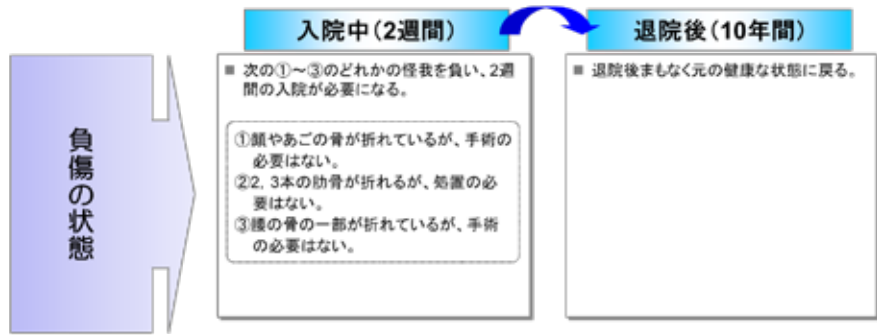 入院中(2週間)
退院後(10年間)
負傷の状態
■ 次の①～③のどれかの怪我を負い、2週
間の入院が必要になる。
①顔やあごの骨が折れているが、手術の
必要はない。
②2, 3本の肋骨が折れるが、処置の必
要はない。
③腰の骨の一部が折れているが、手術
の必要はない。
■ 退院後まもなく元の健康な状態に戻る。